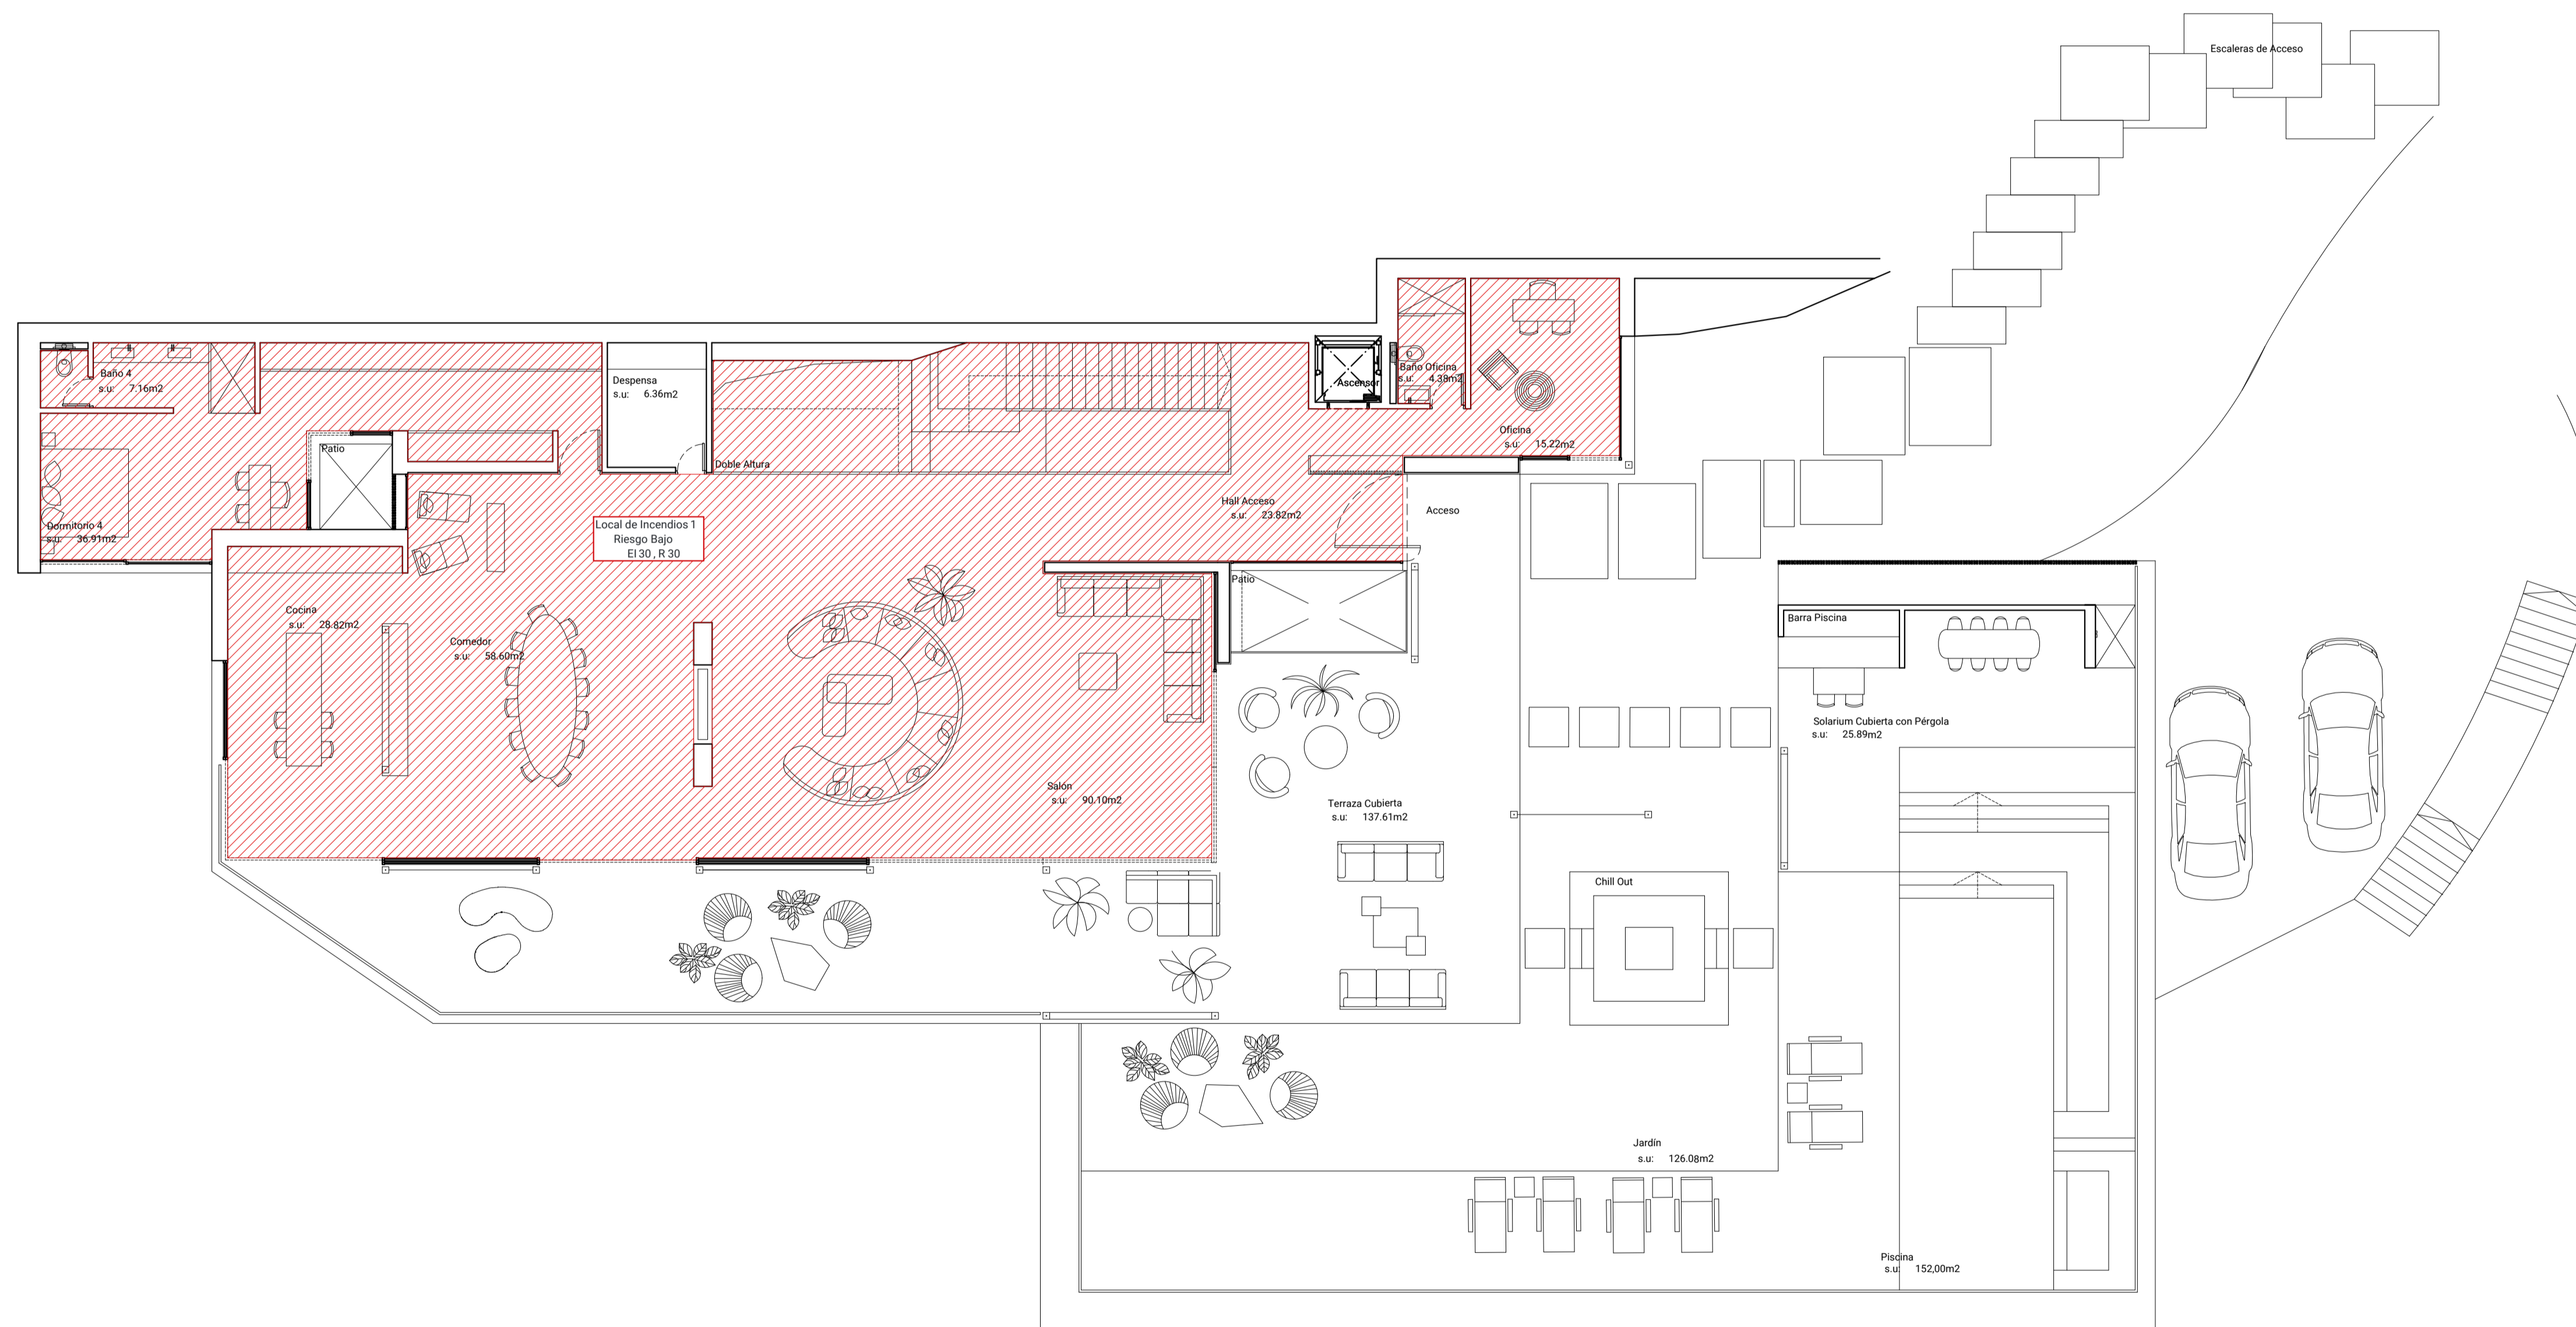 Escaleras de Acceso
Baño 4
s.u: 7.16m2
Despensa
s.u: 6.36m2
Ascensor
Baño Oficina
s.u: 4.38m2
Oficina
s.u: 15.22m2
Patio
Doble Altura
Dormitorio 4
s.u: 36.91m2
Local de Incendios 1
Riesgo Bajo
EI 30 , R 30
Hall Acceso
s.u: 23.82m2
Acceso
Patio
Cocina
s.u: 28.82m2
Comedor
s.u: 58.60m2
Barra Piscina
Solarium Cubierta con Pérgola
s.u: 25.89m2
Salón
s.u: 90.10m2
Terraza Cubierta
s.u: 137.61m2
Chill Out
Jardín
s.u: 126.08m2
Piscina
s.u: 152,00m2